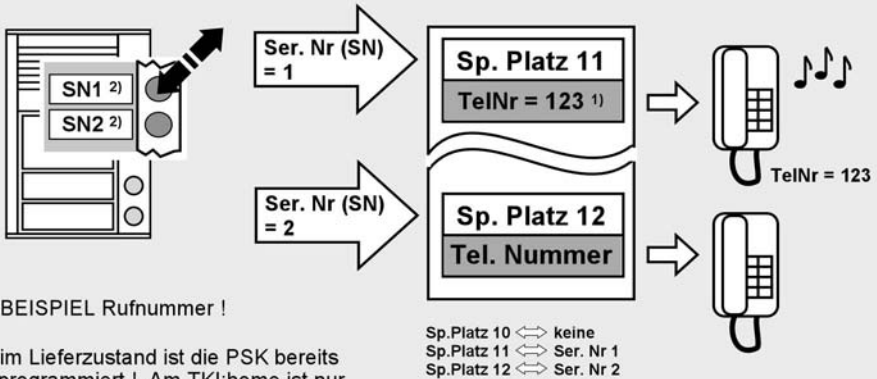 SN1 2)
SN2 2)
Ser. Nr (SN)
= 1
Sp. Platz 11
TelNr = 123 1)
TelNr = 123
Ser. Nr (SN)
= 2
Sp. Platz 12
Tel. Nummer
BEISPIEL Rufnummer !
im Lieferzustand ist die PSK bereits
programmiert ! Am TKI:home ist nur
Sp.Platz 10 ⇔ keine
Sp.Platz 11 ⇔ Ser. Nr 1
Sp.Platz 12 ⇔ Ser. Nr 2